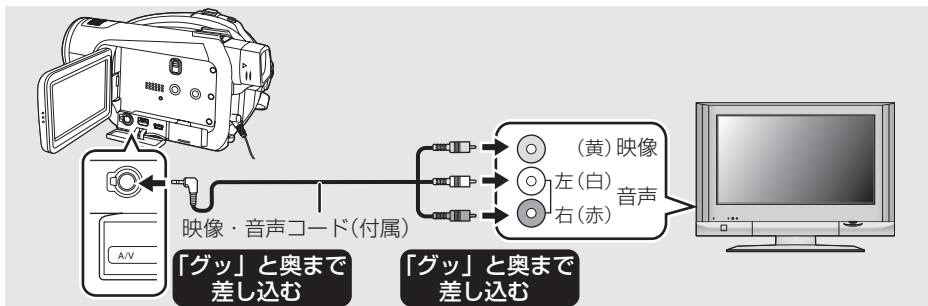 (黄) 映像
左(白)
音声
右(赤)
映像・音声コード(付属)
A/V
「グッ」と奥まで
差し込む
「グッ」と奥まで
差し込む